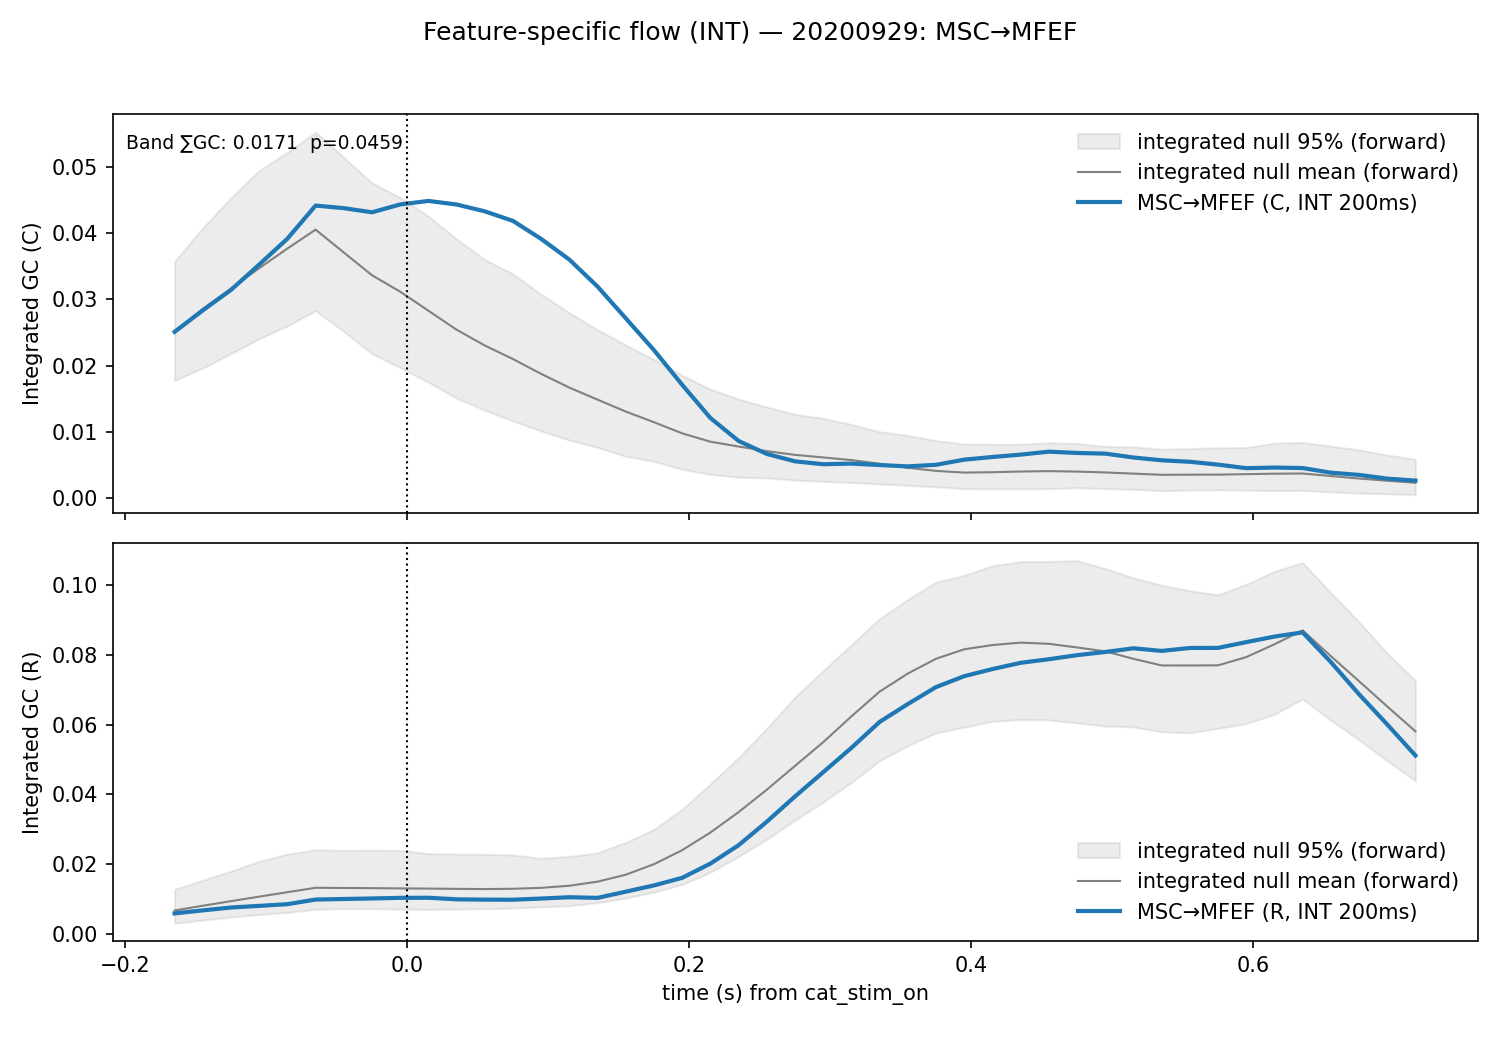 Feature-specific flow (INT) — 20200929: MSC→MFEF
Band ∑GC: 0.0171  p=0.0459
integrated null 95% (forward)
integrated null mean (forward)
MSC→MFEF (C, INT 200ms)
Integrated GC (C)
0.05
0.04
0.03
0.02
0.01
0.00
Integrated GC (R)
0.10
0.08
0.06
0.04
0.02
0.00
integrated null 95% (forward)
integrated null mean (forward)
MSC→MFEF (R, INT 200ms)
−0.2 0.0 0.2 0.4 0.6
time (s) from cat_stim_on